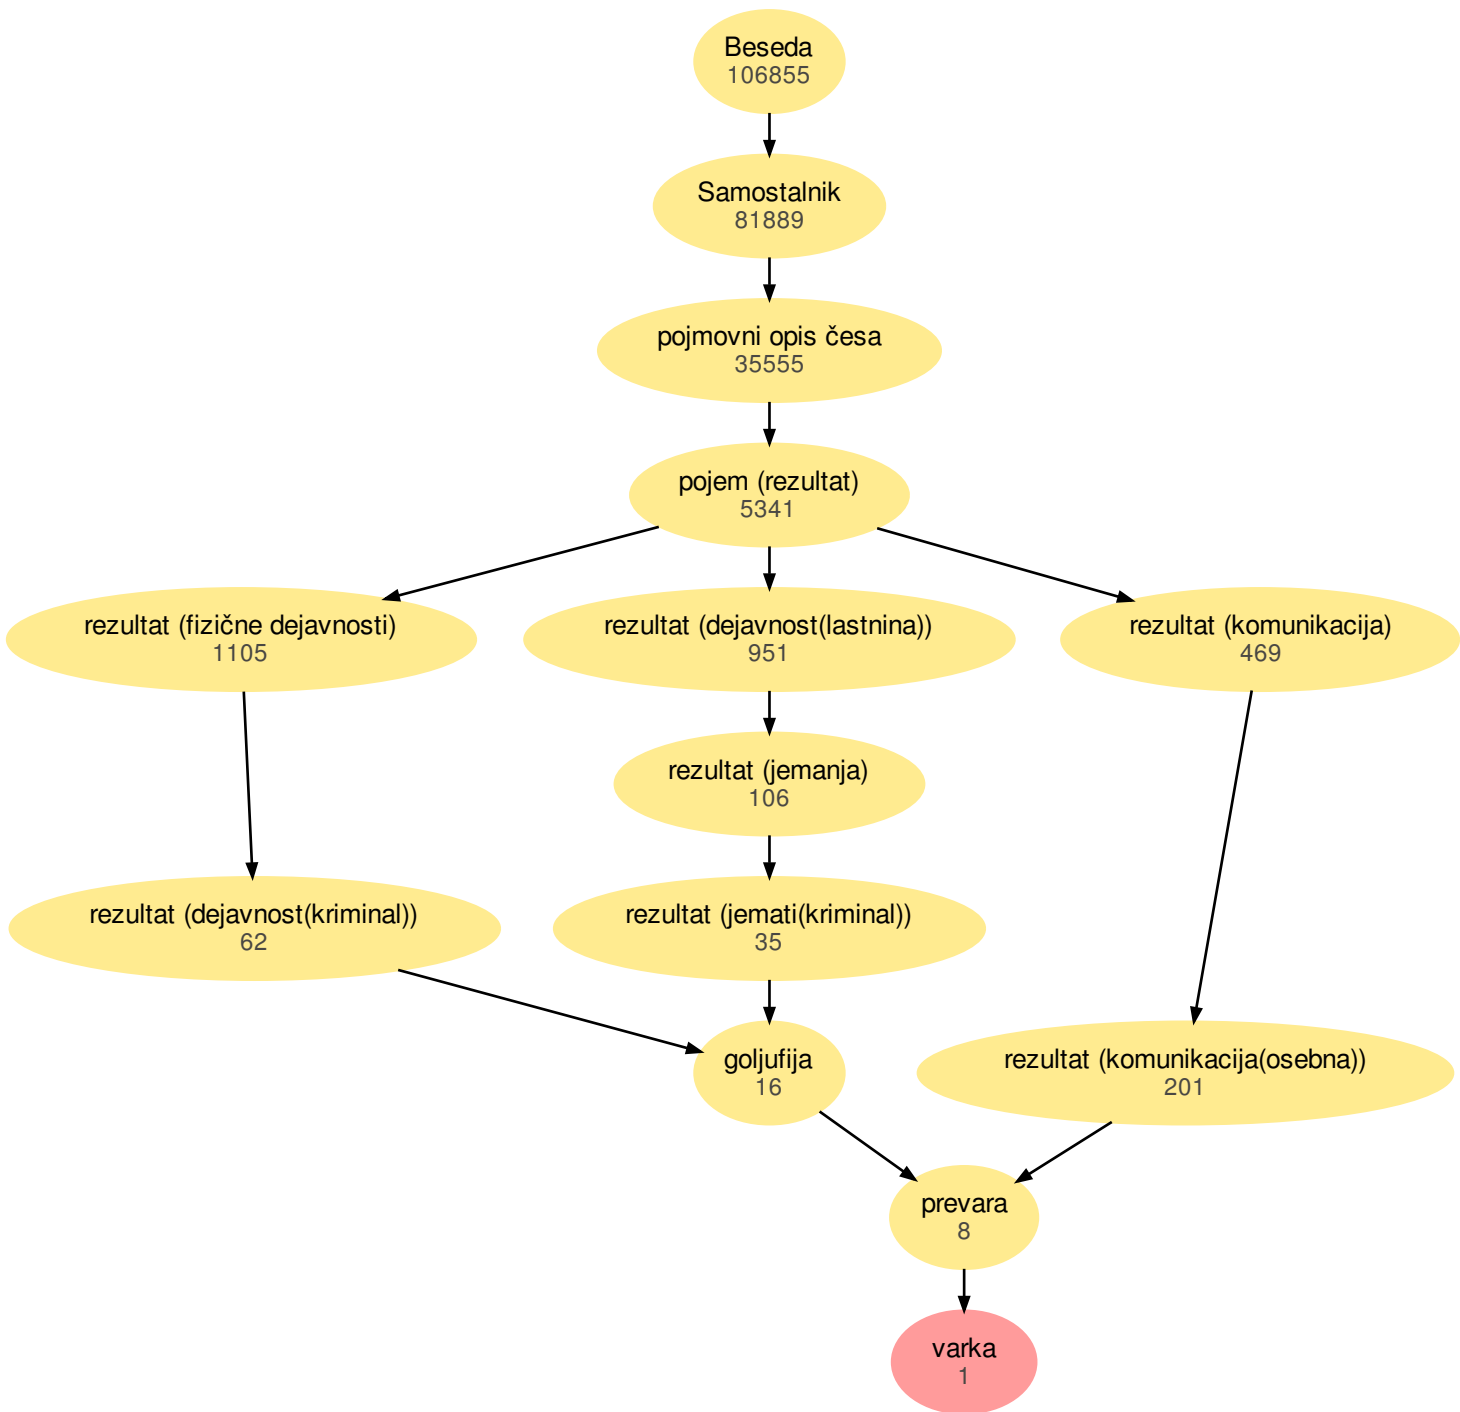 Beseda
106855
Samostalnik
81889
pojmovni opis česa
35555
pojem (rezultat)
5341
rezultat (fizične dejavnosti)
1105
rezultat (dejavnost(lastnina))
951
rezultat (komunikacija)
469
rezultat (jemanja)
106
rezultat (dejavnost(kriminal))
62
rezultat (jemati(kriminal))
35
goljufija
16
rezultat (komunikacija(osebna))
201
prevara
8
varka
1